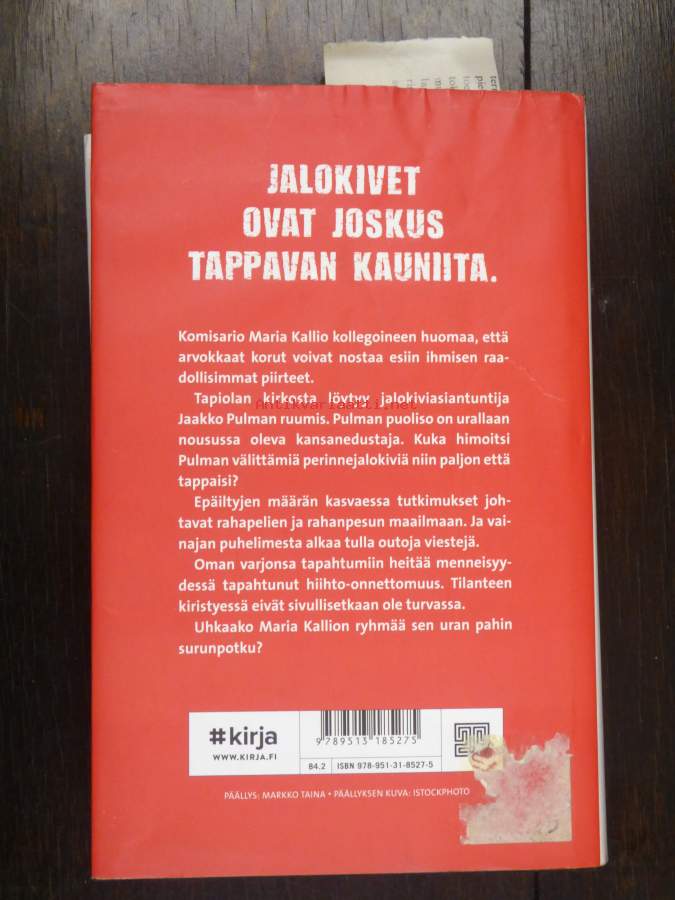 JALOKIVET
OVAT JOSKUS
TAPPAVAN KAUNIITA.
Komisario Maria Kallio kollegoineen huomaa, että
arvokkaat korut voivat nostaa esiin ihmisen raa-
dollisimmat piirteet.
Tapiolan kirkosta löytyy jalokiviasiantuntija
Antikvariaatti.net
Jaakko Pulman ruumis. Pulman puoliso on urallaan
nousussa oleva kansanedustaja. Kuka himoitsi
Pulman välittämiä perinnejalokiviä niin paljon että
tappaisi?
Epäiltyjen määrän kasvaessa tutkimukset joh-
tavat rahapelien ja rahanpesun maailmaan. Ja vai-
najan puhelimesta alkaa tulla outoja viestejä.
Oman varjonsa tapahtumiin heitää menneisyy-
dessä tapahtunut hiihto-onnettomuus. Tilanteen
kiristyessä eivät sivullisetkaan ole turvassa.
Uhkaako Maria Kallion ryhmää sen uran pahin
surunpotku?
#kirja
WWW.KIRJA.FI
9 789513 185275
84.2
ISBN 978-951-31-8527-5
PÄÄLLYS: MARKKO TAINA • PÄÄLLYKSEN KUVA: ISTOCKPHOTO